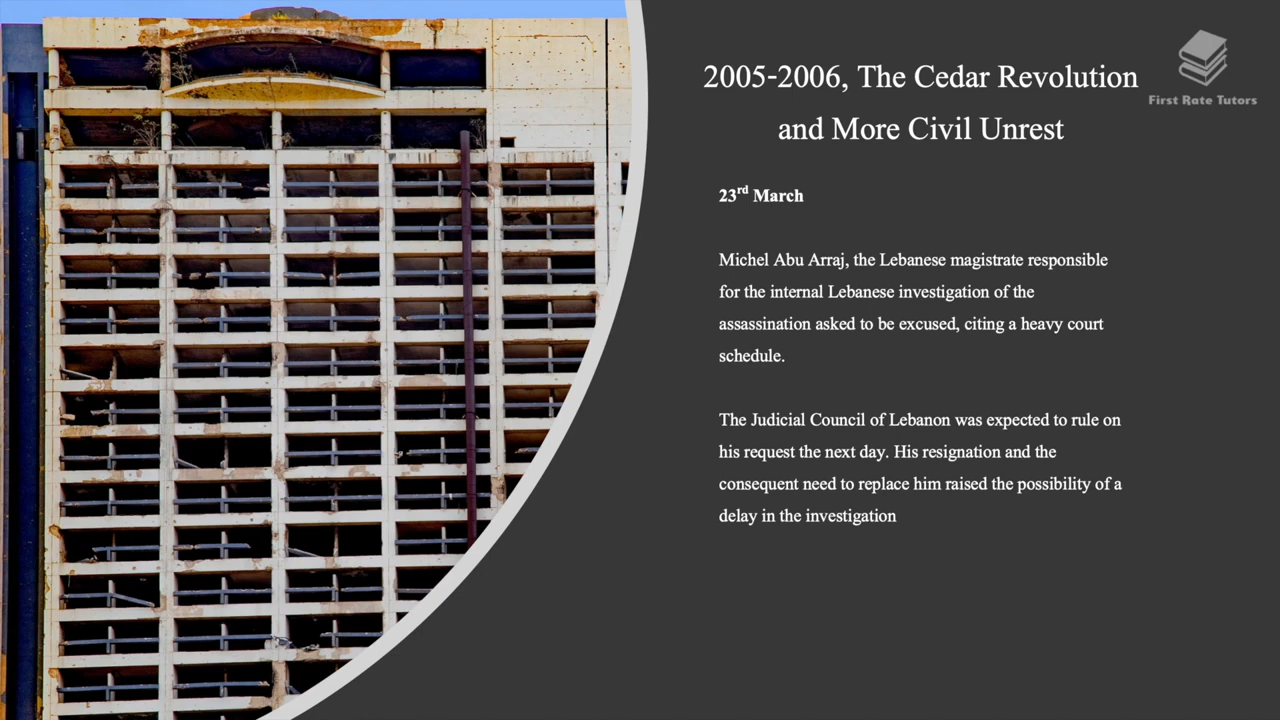 2005-2006, The Cedar Revolution
and More Civil Unrest
First Rate Tutors
23rd March
Michel Abu Arraj, the Lebanese magistrate responsible
for the internal Lebanese investigation of the
assassination asked to be excused, citing a heavy court
schedule.
The Judicial Council of Lebanon was expected to rule on
his request the next day. His resignation and the
consequent need to replace him raised the possibility of a
delay in the investigation